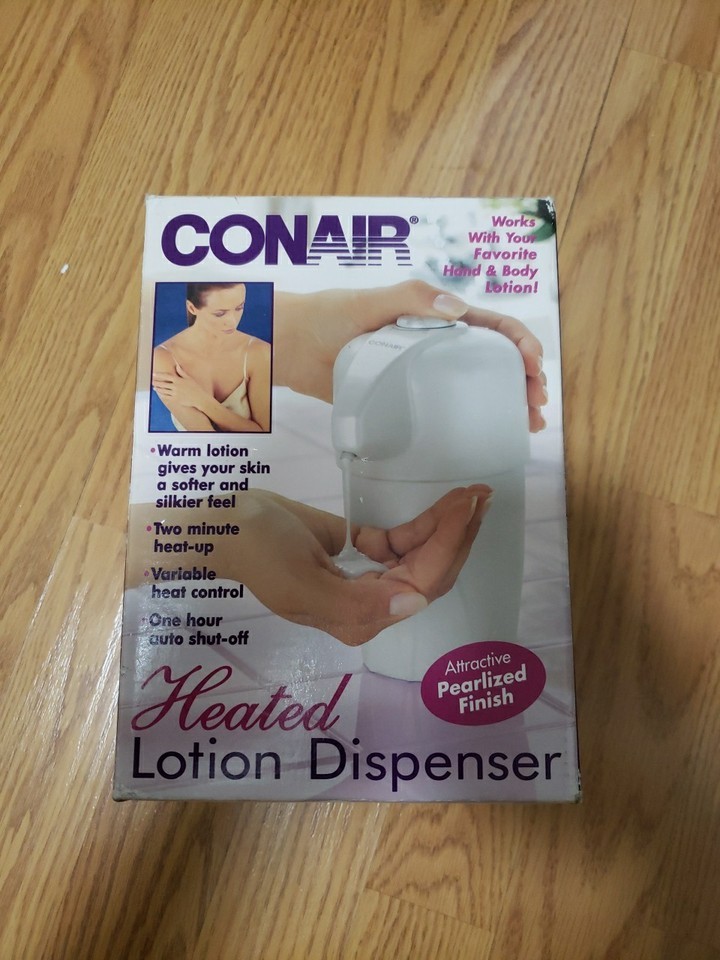 CONAIR®
Works
With Your
Favorite
Hand & Body
Lotion!
CONAIR
•Warm lotion
gives your skin
a softer and
silkier feel
•Two minute
heat-up
•Variable
heat control
•One hour
auto shut-off
Attractive
Pearlized
Finish
Heated
Lotion Dispenser